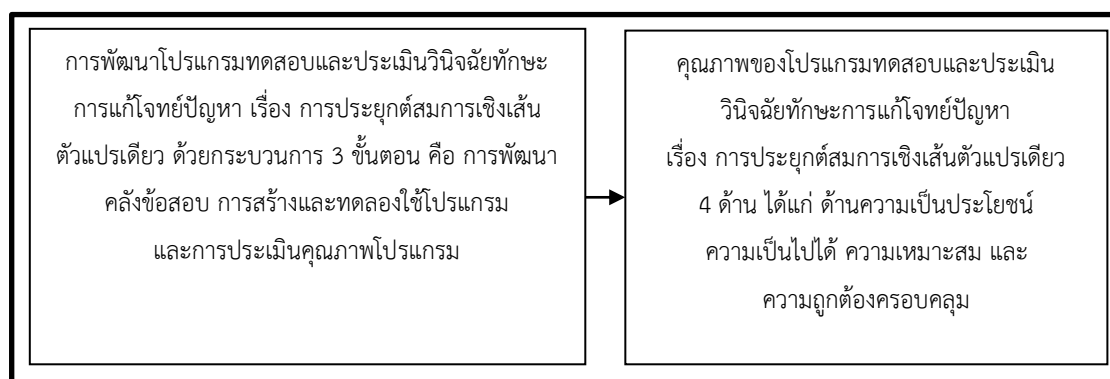 การพัฒนาโปรแกรมทดสอบและประเมินวินิจฉัยทักษะ
การแก้โจทย์ปัญหา เรื่อง การประยุกต์สมการเชิงเส้น
ตัวแปรเดียว ด้วยกระบวนการ 3 ขั้นตอน คือ การพัฒนา
คลังข้อสอบ การสร้างและทดลองใช้โปรแกรม
และการประเมินคุณภาพโปรแกรม
คุณภาพของโปรแกรมทดสอบและประเมิน
วินิจฉัยทักษะการแก้โจทย์ปัญหา
เรื่อง การประยุกต์สมการเชิงเส้นตัวแปรเดียว
4 ด้าน ได้แก่ ด้านความเป็นประโยชน์
ความเป็นไปได้ ความเหมาะสม และ
ความถูกต้องครอบคลุม